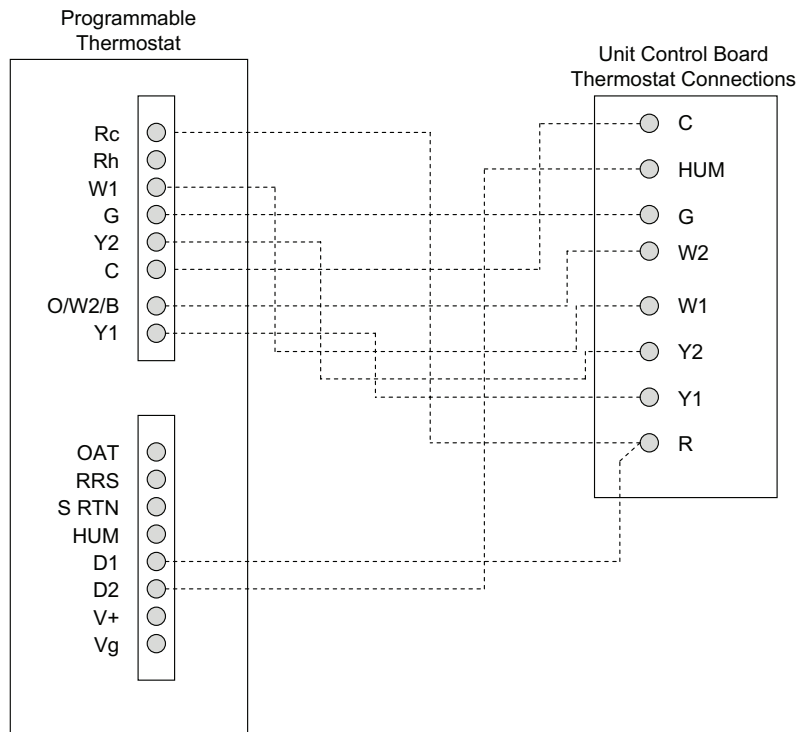 Programmable
Thermostat
Rc
Rh
W1
G
Y2
C
O/W2/B
Y1
OAT
RRS
S RTN
HUM
D1
D2
V+
Vg
Unit Control Board
Thermostat Connections
C
HUM
G
W2
W1
Y2
Y1
R